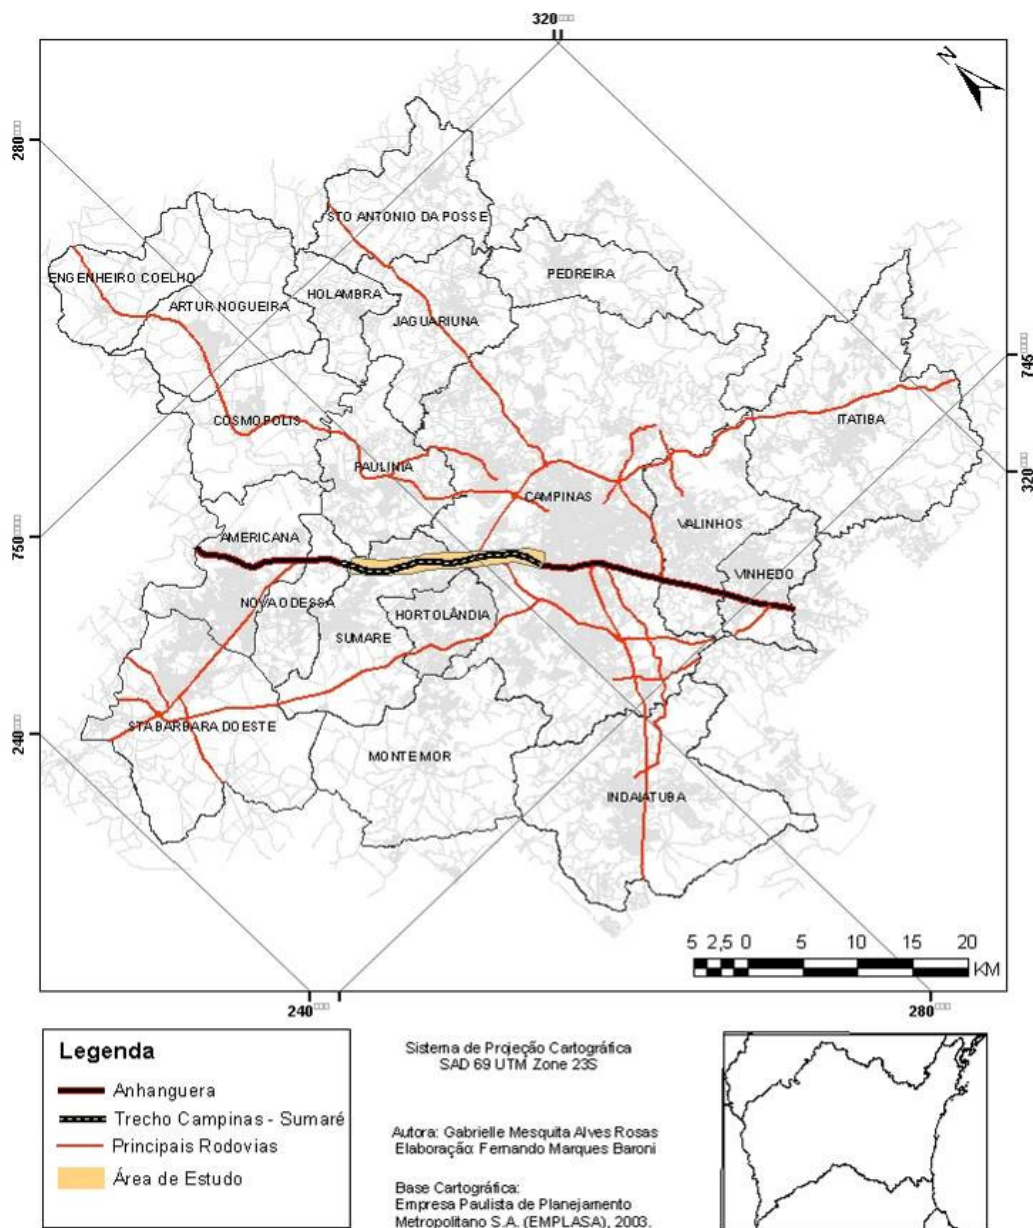 320
N
280
STO ANTONIO DA POSSE
ENGENHEIRO COELHO
PEDREIRA
HOLAMBRA
ARTUR NOGUEIRA
JAGUARIUNA
745
ITATIBA
COSMOPOLIS
PAULINIA
320
CAMPINAS
VALINHOS
AMERICANA
750
VINHEDO
NOVA ODESSA
HORTOLÂNDIA
SUMARE
STA BARBARA DO ESTE
240
MONTE MOR
INDAIATUBA
5 2,5 0 5 10 15 20
KM
240
280
Legenda
Anhanguera
Trecho Campinas - Sumaré
Principais Rodovias
Área de Estudo
Sistema de Projeção Cartográfica
SAD 69 UTM Zone 23S
Autora: Gabrielle Mesquita Alves Rosas
Elaboração: Fernando Marques Baroni
Base Cartográfica:
Empresa Paulista de Planejamento
Metropolitano S.A. (EMPLASA), 2003.